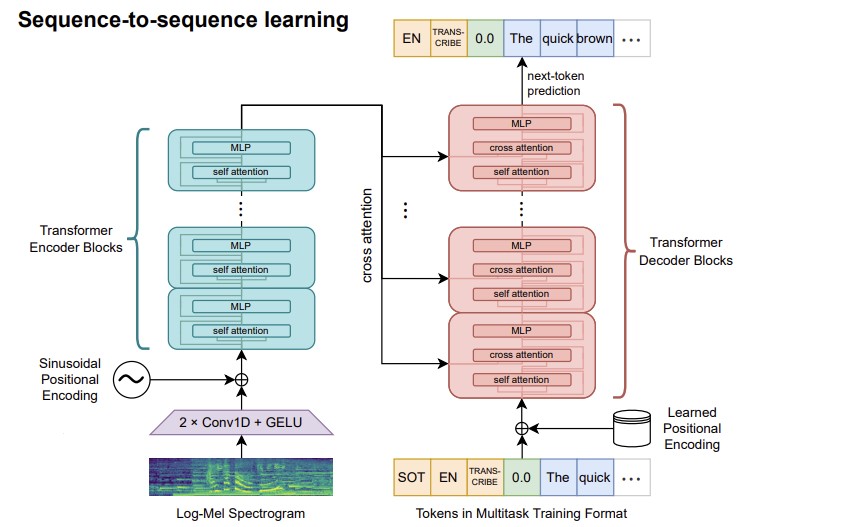 Sequence-to-sequence learning
EN TRANS-CRIBE 0.0 The quick brown ...
next-token
prediction
MLP
self attention
MLP
self attention
MLP
self attention
Transformer
Encoder Blocks
cross attention
MLP
cross attention
self attention
MLP
cross attention
self attention
MLP
cross attention
self attention
Transformer
Decoder Blocks
Sinusoidal
Positional
Encoding
2 × Conv1D + GELU
Log-Mel Spectrogram
Learned
Positional
Encoding
SOT EN TRANS-CRIBE 0.0 The quick ...
Tokens in Multitask Training Format